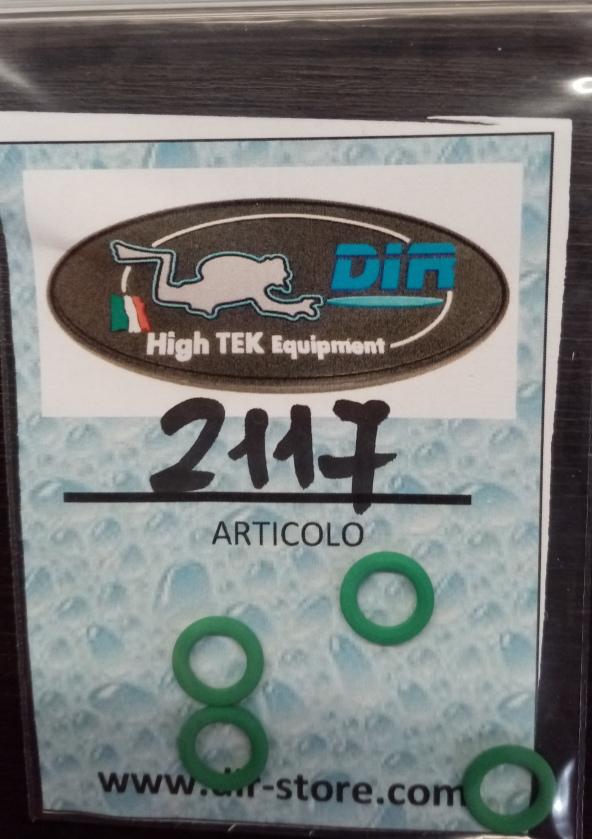 DiR
High TEK Equipment
2117
ARTICOLO
www.dir-store.com